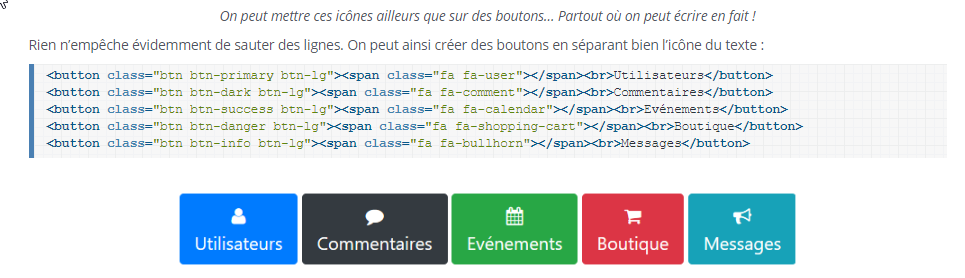 On peut mettre ces icônes ailleurs que sur des boutons... Partout où on peut écrire en fait !
Rien n’empêche évidemment de sauter des lignes. On peut ainsi créer des boutons en séparant bien l’icône du texte :
<button class="btn btn-primary btn-lg"><span class="fa fa-user"></span><br>Utilisateurs</button>
<button class="btn btn-dark btn-lg"><span class="fa fa-comment"></span><br>Commentaires</button>
<button class="btn btn-success btn-lg"><span class="fa fa-calendar"></span><br>Evénements</button>
<button class="btn btn-danger btn-lg"><span class="fa fa-shopping-cart"></span><br>Boutique</button>
<button class="btn btn-info btn-lg"><span class="fa fa-bullhorn"></span><br>Messages</button>
Utilisateurs Commentaires Evénements Boutique Messages